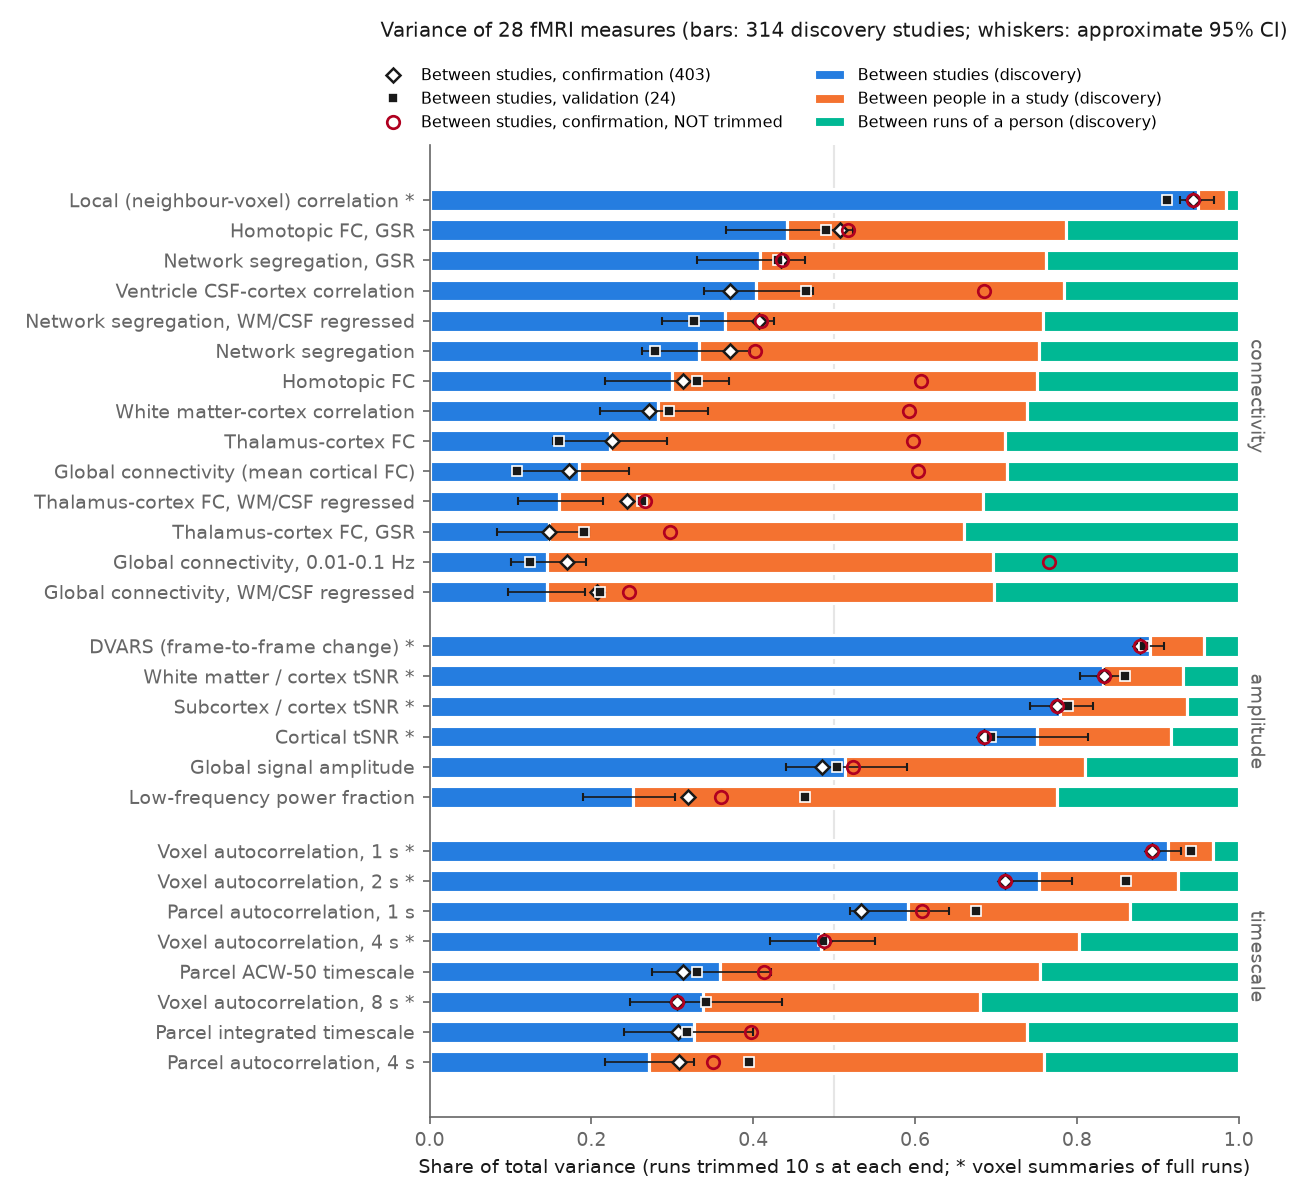 Variance of 28 fMRI measures (bars: 314 discovery studies; whiskers: approximate 95% CI)
Between studies, confirmation (403)
Between studies, validation (24)
Between studies, confirmation, NOT trimmed
Between studies (discovery)
Between people in a study (discovery)
Between runs of a person (discovery)
Local (neighbour-voxel) correlation *
Homotopic FC, GSR
Network segregation, GSR
Ventricle CSF-cortex correlation
Network segregation, WM/CSF regressed
Network segregation
Homotopic FC
White matter-cortex correlation
Thalamus-cortex FC
Global connectivity (mean cortical FC)
Thalamus-cortex FC, WM/CSF regressed
Thalamus-cortex FC, GSR
Global connectivity, 0.01-0.1 Hz
Global connectivity, WM/CSF regressed
connectivity
DVARS (frame-to-frame change) *
White matter / cortex tSNR *
Subcortex / cortex tSNR *
Cortical tSNR *
Global signal amplitude
Low-frequency power fraction
amplitude
Voxel autocorrelation, 1 s *
Voxel autocorrelation, 2 s *
Parcel autocorrelation, 1 s
Voxel autocorrelation, 4 s *
Parcel ACW-50 timescale
Voxel autocorrelation, 8 s *
Parcel integrated timescale
Parcel autocorrelation, 4 s
timescale
0.0 0.2 0.4 0.6 0.8 1.0
Share of total variance (runs trimmed 10 s at each end; * voxel summaries of full runs)